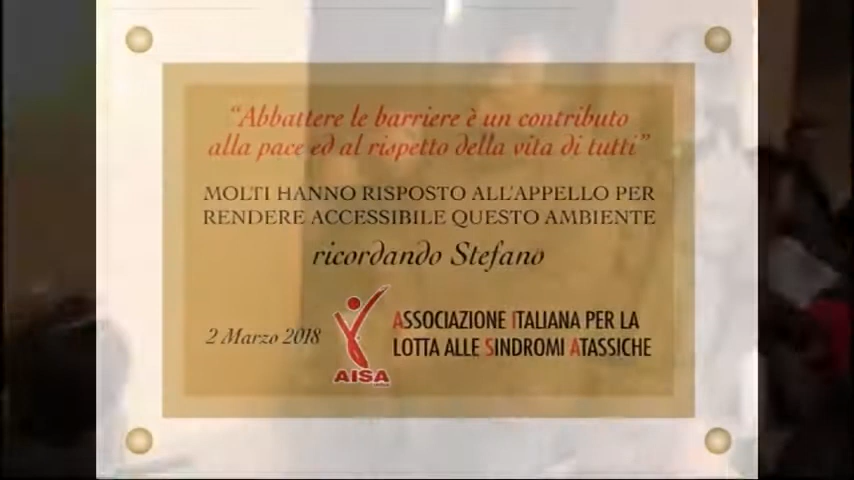 “Abbattere le barriere è un contributo
alla pace ed al rispetto della vita di tutti”
MOLTI HANNO RISPOSTO ALL'APPELLO PER
RENDERE ACCESSIBILE QUESTO AMBIENTE
ricordando Stefano
2 Marzo 2018
AISA
ASSOCIAZIONE ITALIANA PER LA
LOTTA ALLE SINDROMI ATASSICHE